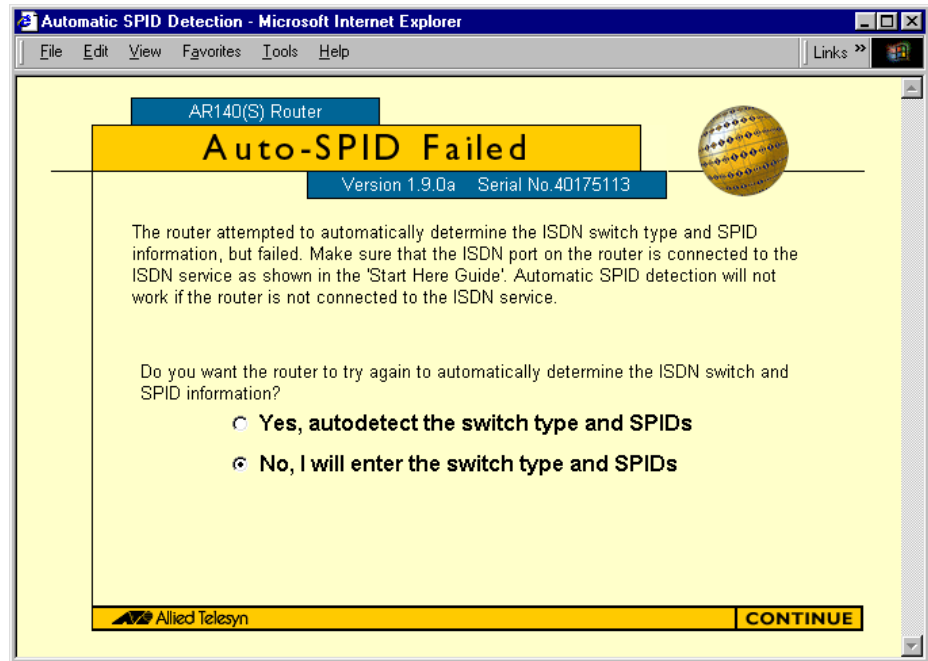 Automatic SPID Detection - Microsoft Internet Explorer
File Edit View Favorites Tools Help Links »
AR140(S) Router
Auto-SPID Failed
Version 1.9.0a Serial No.40175113
The router attempted to automatically determine the ISDN switch type and SPID
information, but failed. Make sure that the ISDN port on the router is connected to the
ISDN service as shown in the 'Start Here Guide'. Automatic SPID detection will not
work if the router is not connected to the ISDN service.
Do you want the router to try again to automatically determine the ISDN switch and
SPID information?
Yes, autodetect the switch type and SPIDs
No, I will enter the switch type and SPIDs
Allied Telesyn
CONTINUE